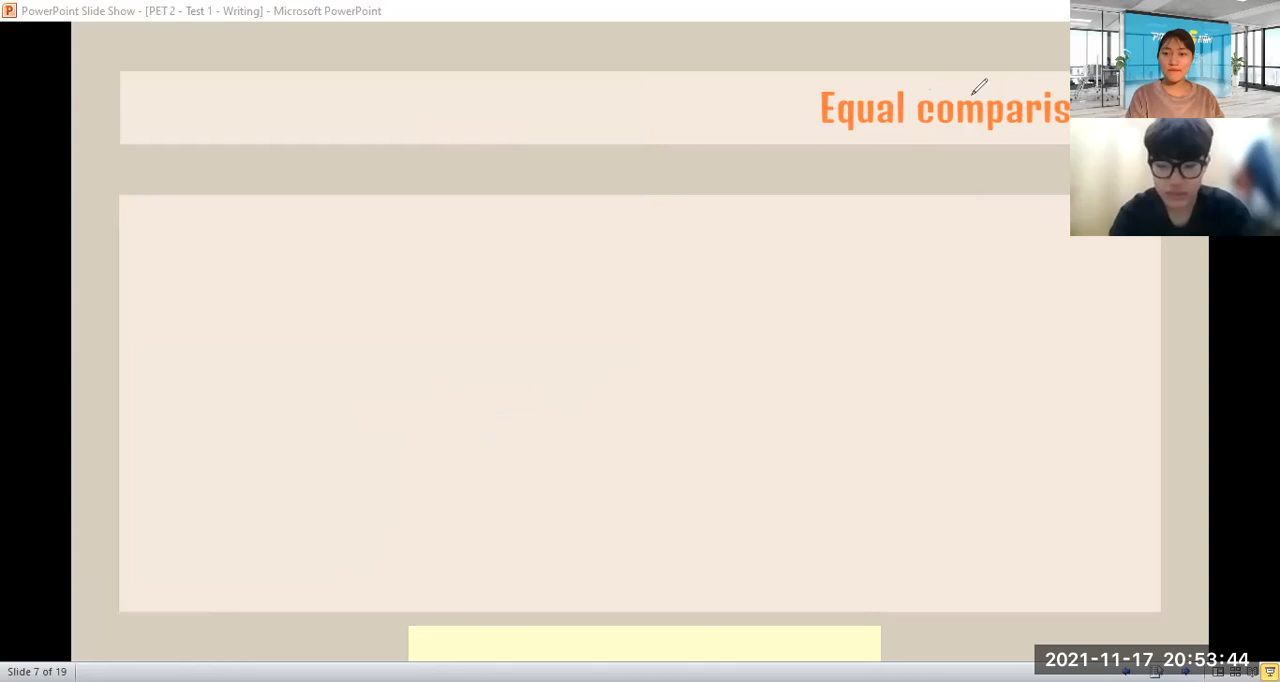 PowerPoint Slide Show - [PET 2 - Test 1 - Writing] - Microsoft PowerPoint
Equal comparis
Slide 7 of 19
2021-11-17 20:53:44